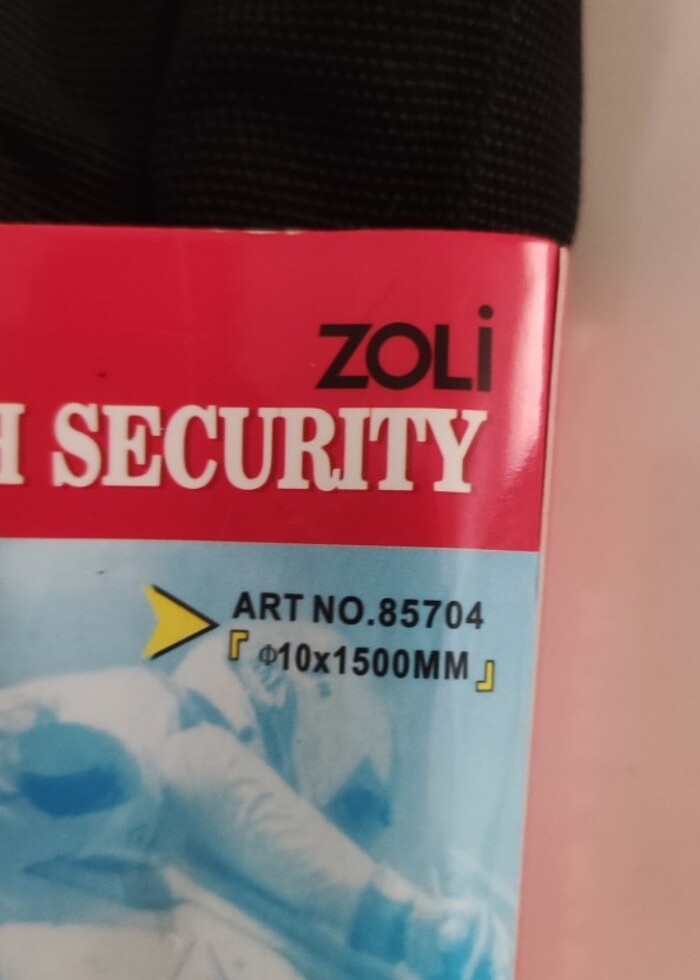 ZOLi
H SECURITY
ART NO.85704
『Φ10x1500MM』